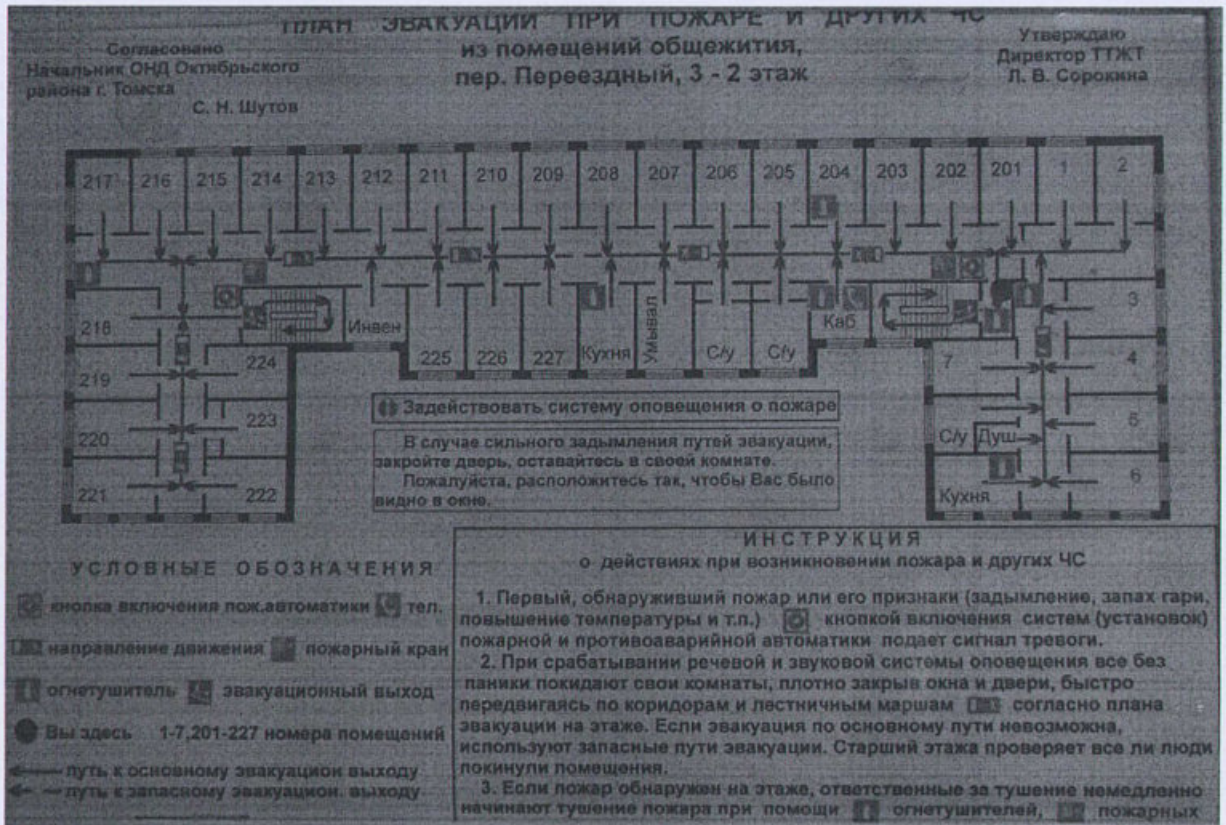 ПЛАН ЭВАКУАЦИИ ПРИ ПОЖАРЕ И ДРУГИХ ЧС
из помещений общежития,
пер. Переездный, 3 - 2 этаж
Согласовано
Начальник ОНД Октябрьского
района г. Томска
С. Н. Шутов
Утверждаю
Директор ТТЖТ
Л. В. Сорокина
217 216 215 214 213 212 211 210 209 208 207 206 205 204 203 202 201 1 2
218
219
220
221
222
223
224
Инвен
225
226
227
Кухня
Умывал
С/у
С/у
Каб
3
4
5
6
7
С/у
Душ
Кухня
Задействовать систему оповещения о пожаре
В случае сильного задымления путей эвакуации,
закройте дверь, оставайтесь в своей комнате.
Пожалуйста, расположитесь так, чтобы Вас было
видно в окне.
УСЛОВНЫЕ ОБОЗНАЧЕНИЯ
кнопка включения пож.автоматики тел.
направление движения пожарный кран
огнетушитель эвакуационный выход
Вы здесь 1-7,201-227 номера помещений
путь к основному эвакуацион выходу
путь к запасному эвакуацион. выходу
ИНСТРУКЦИЯ
о действиях при возникновении пожара и других ЧС
1. Первый, обнаруживший пожар или его признаки (задымление, запах гари,
повышение температуры и т.п.) кнопкой включения систем (установок)
пожарной и противоаварийной автоматики подает сигнал тревоги.
2. При срабатывании речевой и звуковой системы оповещения все без
паники покидают свои комнаты, плотно закрыв окна и двери, быстро
передвигаясь по коридорам и лестничным маршам согласно плана
эвакуации на этаже. Если эвакуация по основному пути невозможна,
используют запасные пути эвакуации. Старший этажа проверяет все ли люди
покинули помещения.
3. Если пожар обнаружен на этаже, ответственные за тушение немедленно
начинают тушение пожара при помощи огнетушителей, пожарных